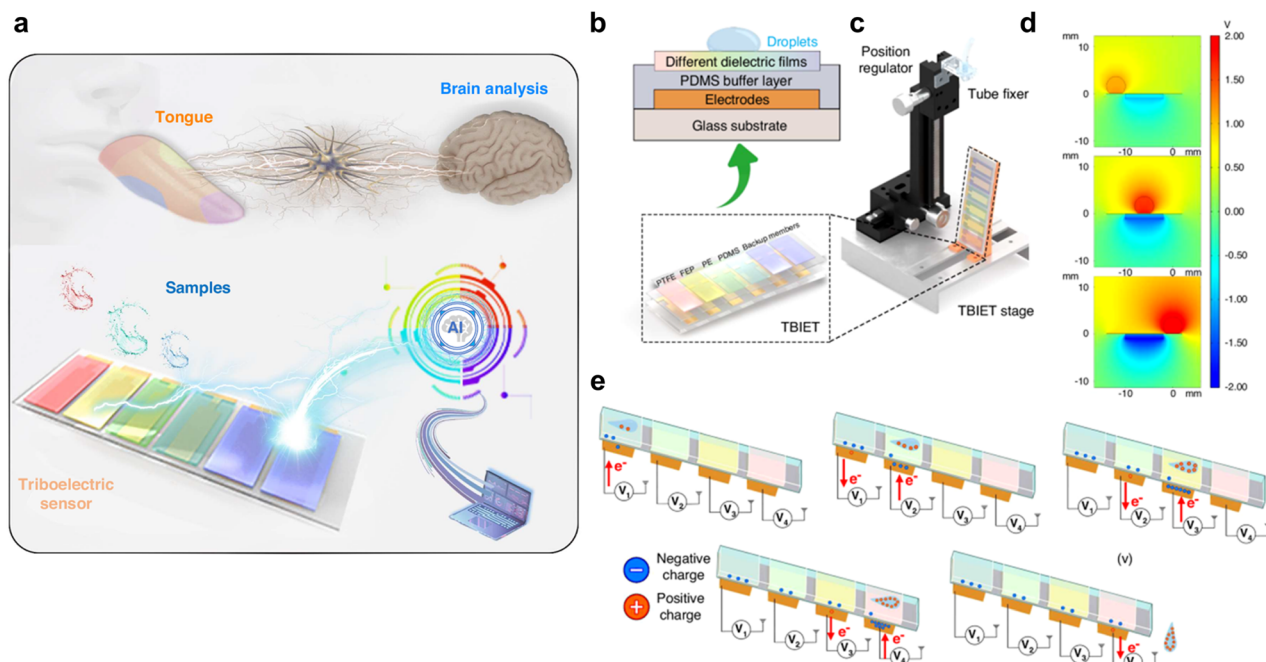 a
Brain analysis
Tongue
Samples
AI
Triboelectric
sensor
b
Droplets
Different dielectric films
PDMS buffer layer
Electrodes
Glass substrate
PTFE FEP PE PDMS Backup members
TBIET
c
Position
regulator
Tube fixer
TBIET stage
d
V
mm
10
0
-10
-10 0 mm
10
0
-10
-10 0 mm
10
0
-10
-10 0 mm
2.00
1.50
1.00
0.50
0.00
-0.50
-1.00
-1.50
-2.00
e
e-
V1
V2
V3
V4
e- e-
V1
V2
V3
V4
e- e-
V1
V2
V3
V4
(v)
Negative
charge
Positive
charge
e- e-
V1
V2
V3
V4
e-
V1
V2
V3